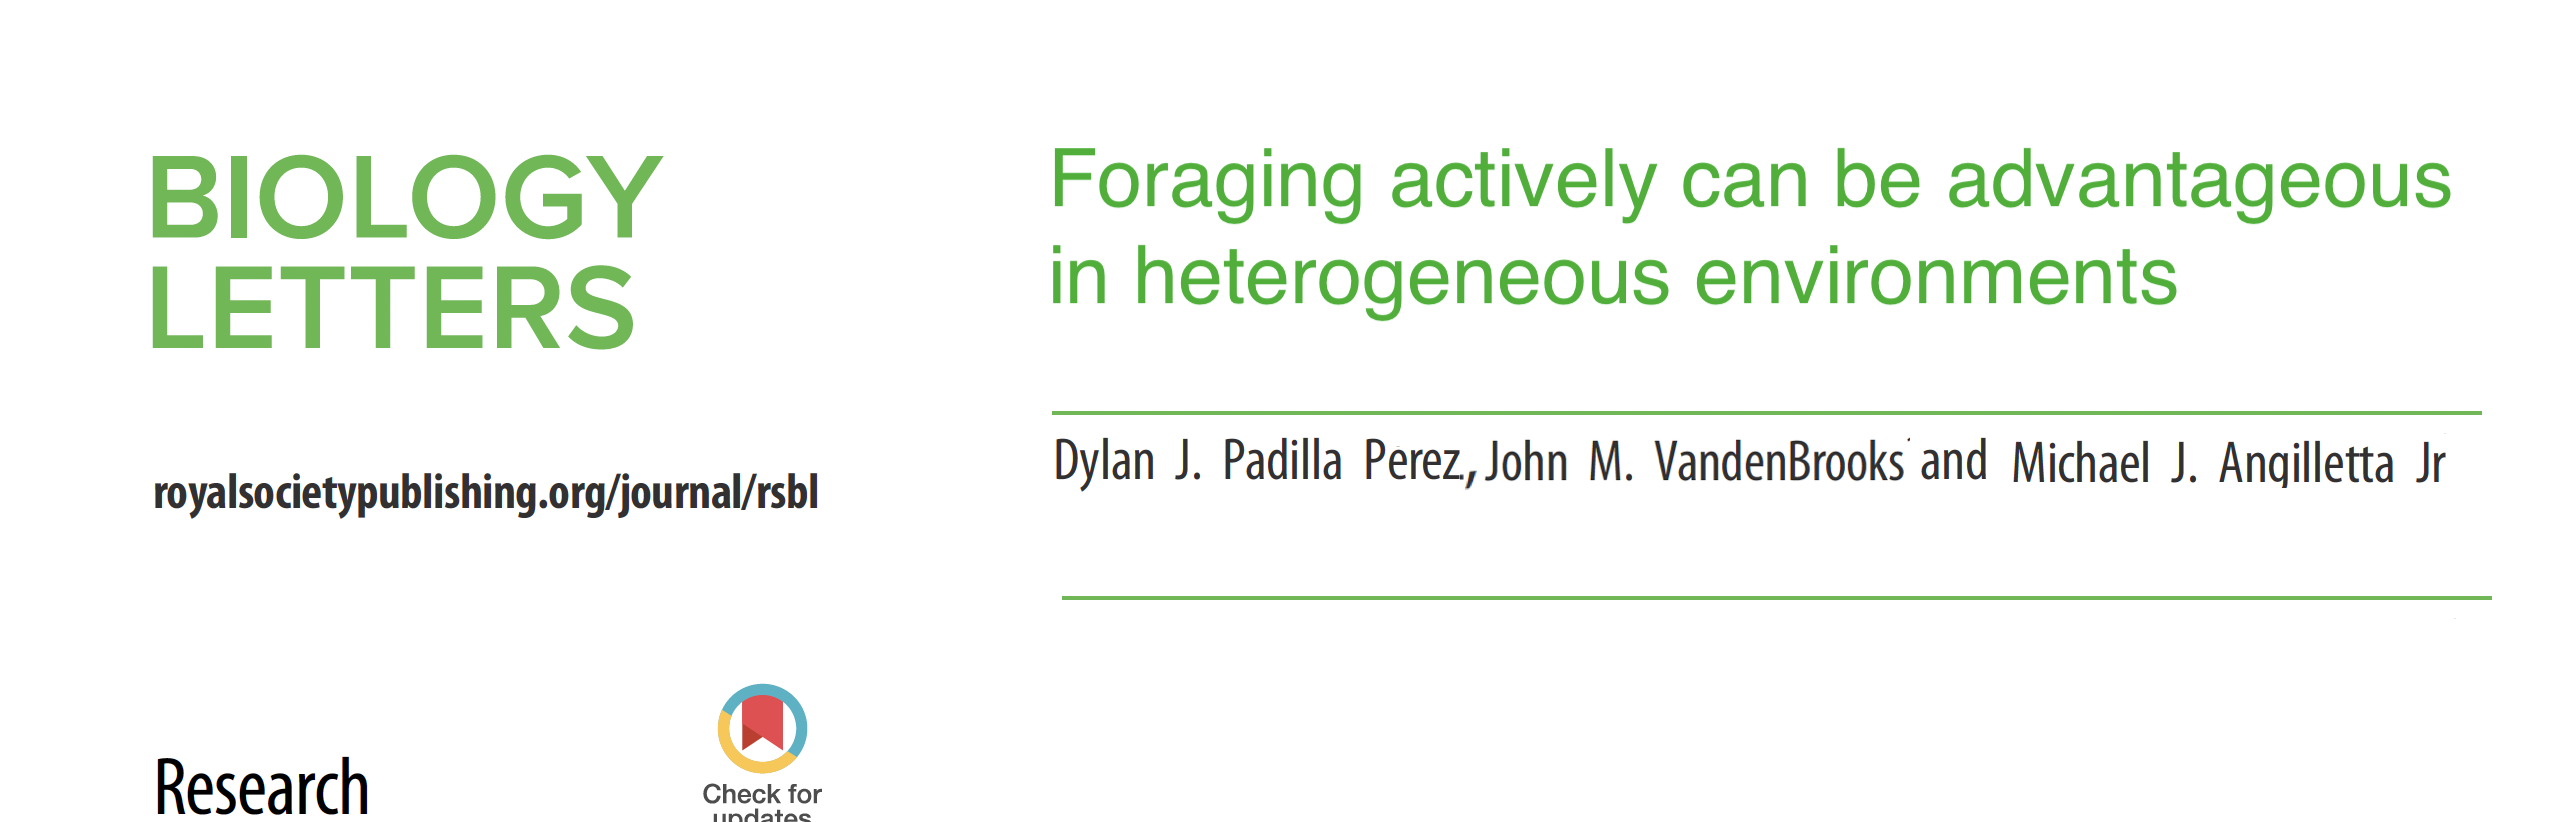 BIOLOGY
LETTERS
royalsocietypublishing.org/journal/rsbl
Research
Check for
updates
Foraging actively can be advantageous
in heterogeneous environments
Dylan J. Padilla Perez, John M. VandenBrooks and Michael J. Angilletta Jr